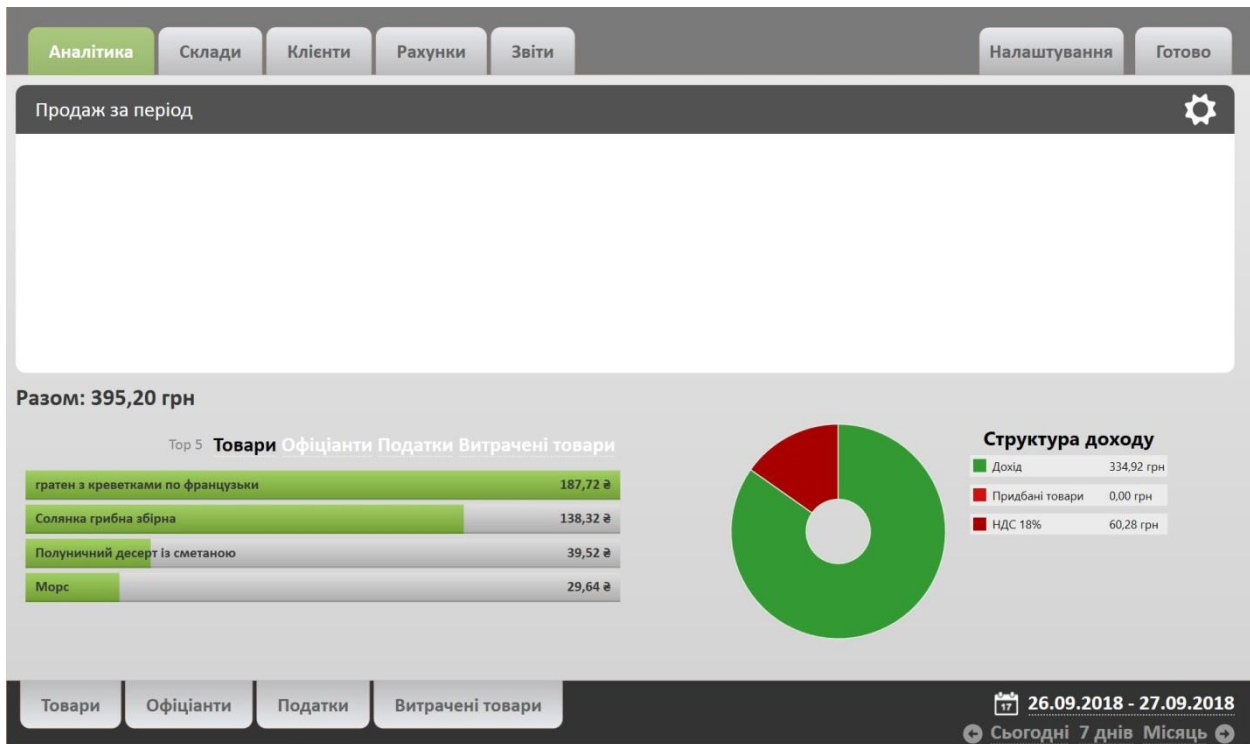 Аналітика Склади Клієнти Рахунки Звіти Налаштування Готово
Продаж за період
Разом: 395,20 грн
Top 5 Товари Офіціанти Податки Витрачені товари
гратен з креветками по французьки 187,72 ₴
Солянка грибна збірна 138,32 ₴
Полуничний десерт із сметаною 39,52 ₴
Морс 29,64 ₴
Структура доходу
Дохід 334,92 грн
Придбані товари 0,00 грн
НДС 18% 60,28 грн
Товари Офіціанти Податки Витрачені товари
17 26.09.2018 - 27.09.2018
Сьогодні 7 днів Місяць